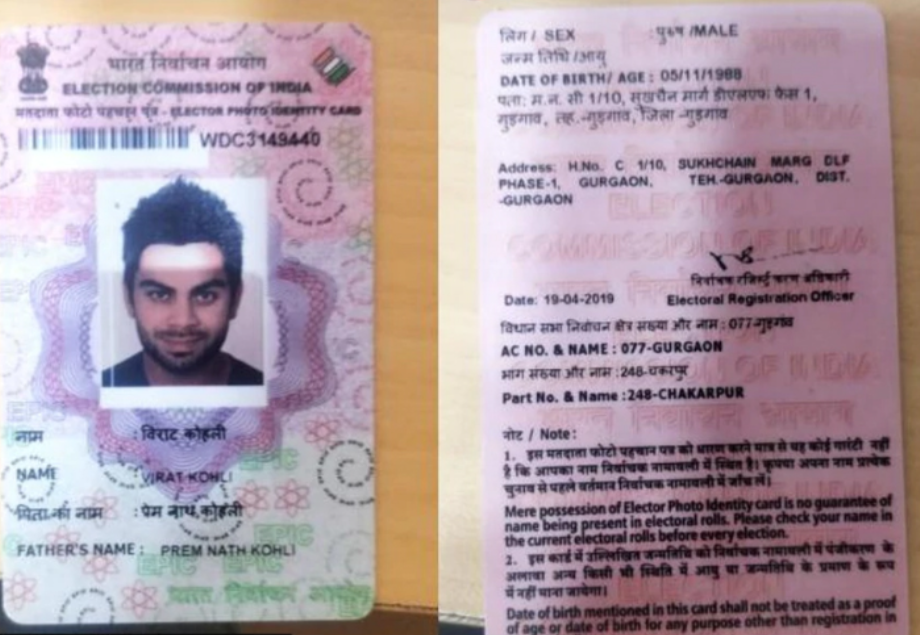 भारत निर्वाचन आयोग
ELECTION COMMISSION OF INDIA
मतदाता फोटो पहचान पत्र - ELECTOR PHOTO IDENTITY CARD
WDC3149440
नाम : विराट कोहली
NAME : VIRAT KOHLI
पिता का नाम : प्रेम नाथ कोहली
FATHER'S NAME : PREM NATH KOHLI
भारत निर्वाचन आयोग
लिंग / SEX : पुरुष /MALE
जन्म तिथि /आयु
DATE OF BIRTH/ AGE : 05/11/1988
पता: म.न. सी 1/10, सुखचैन मार्ग डीएलएफ फेस 1,
गुड़गाव, तह.-गुड़गाव, जिला -गुड़गाव
Address: H.No. C 1/10, SUKHCHAIN MARG DLF
PHASE-1, GURGAON, TEH.-GURGAON, DIST.
-GURGAON
ELECTION
COMMISSION OF INDIA
Date: 19-04-2019
Electoral Registration Officer
विधान सभा निर्वाचन क्षेत्र संख्या और नाम : 077-गुड़गांव
AC NO. & NAME : 077-GURGAON
भाग संख्या और नाम :248-चकरपुर
Part No. & Name :248-CHAKARPUR
नोट / Note :
1. इस मतदाता फोटो पहचान पत्र को धारण करने मात्र से यह कोई गारंटी नहीं
है कि आपका नाम निर्वाचक नामावली में स्थित है। कृपया अपना नाम प्रत्येक
चुनाव से पहले वर्तमान निर्वाचक नामावली में जाँच लें।
Mere possession of Elector Photo Identity card is no guarantee of
name being present in electoral rolls. Please check your name in
the current electoral rolls before every election.
2. इस कार्ड में उल्लिखित जन्मतिथि को निर्वाचक नामावली में पंजीकरण के
अलावा अन्य किसी भी स्थिति में आयु या जन्मतिथि के प्रमाण के रूप
में नहीं माना जायेगा।
Date of birth mentioned in this card shall not be treated as a proof
of age or date of birth for any purpose other than registration in